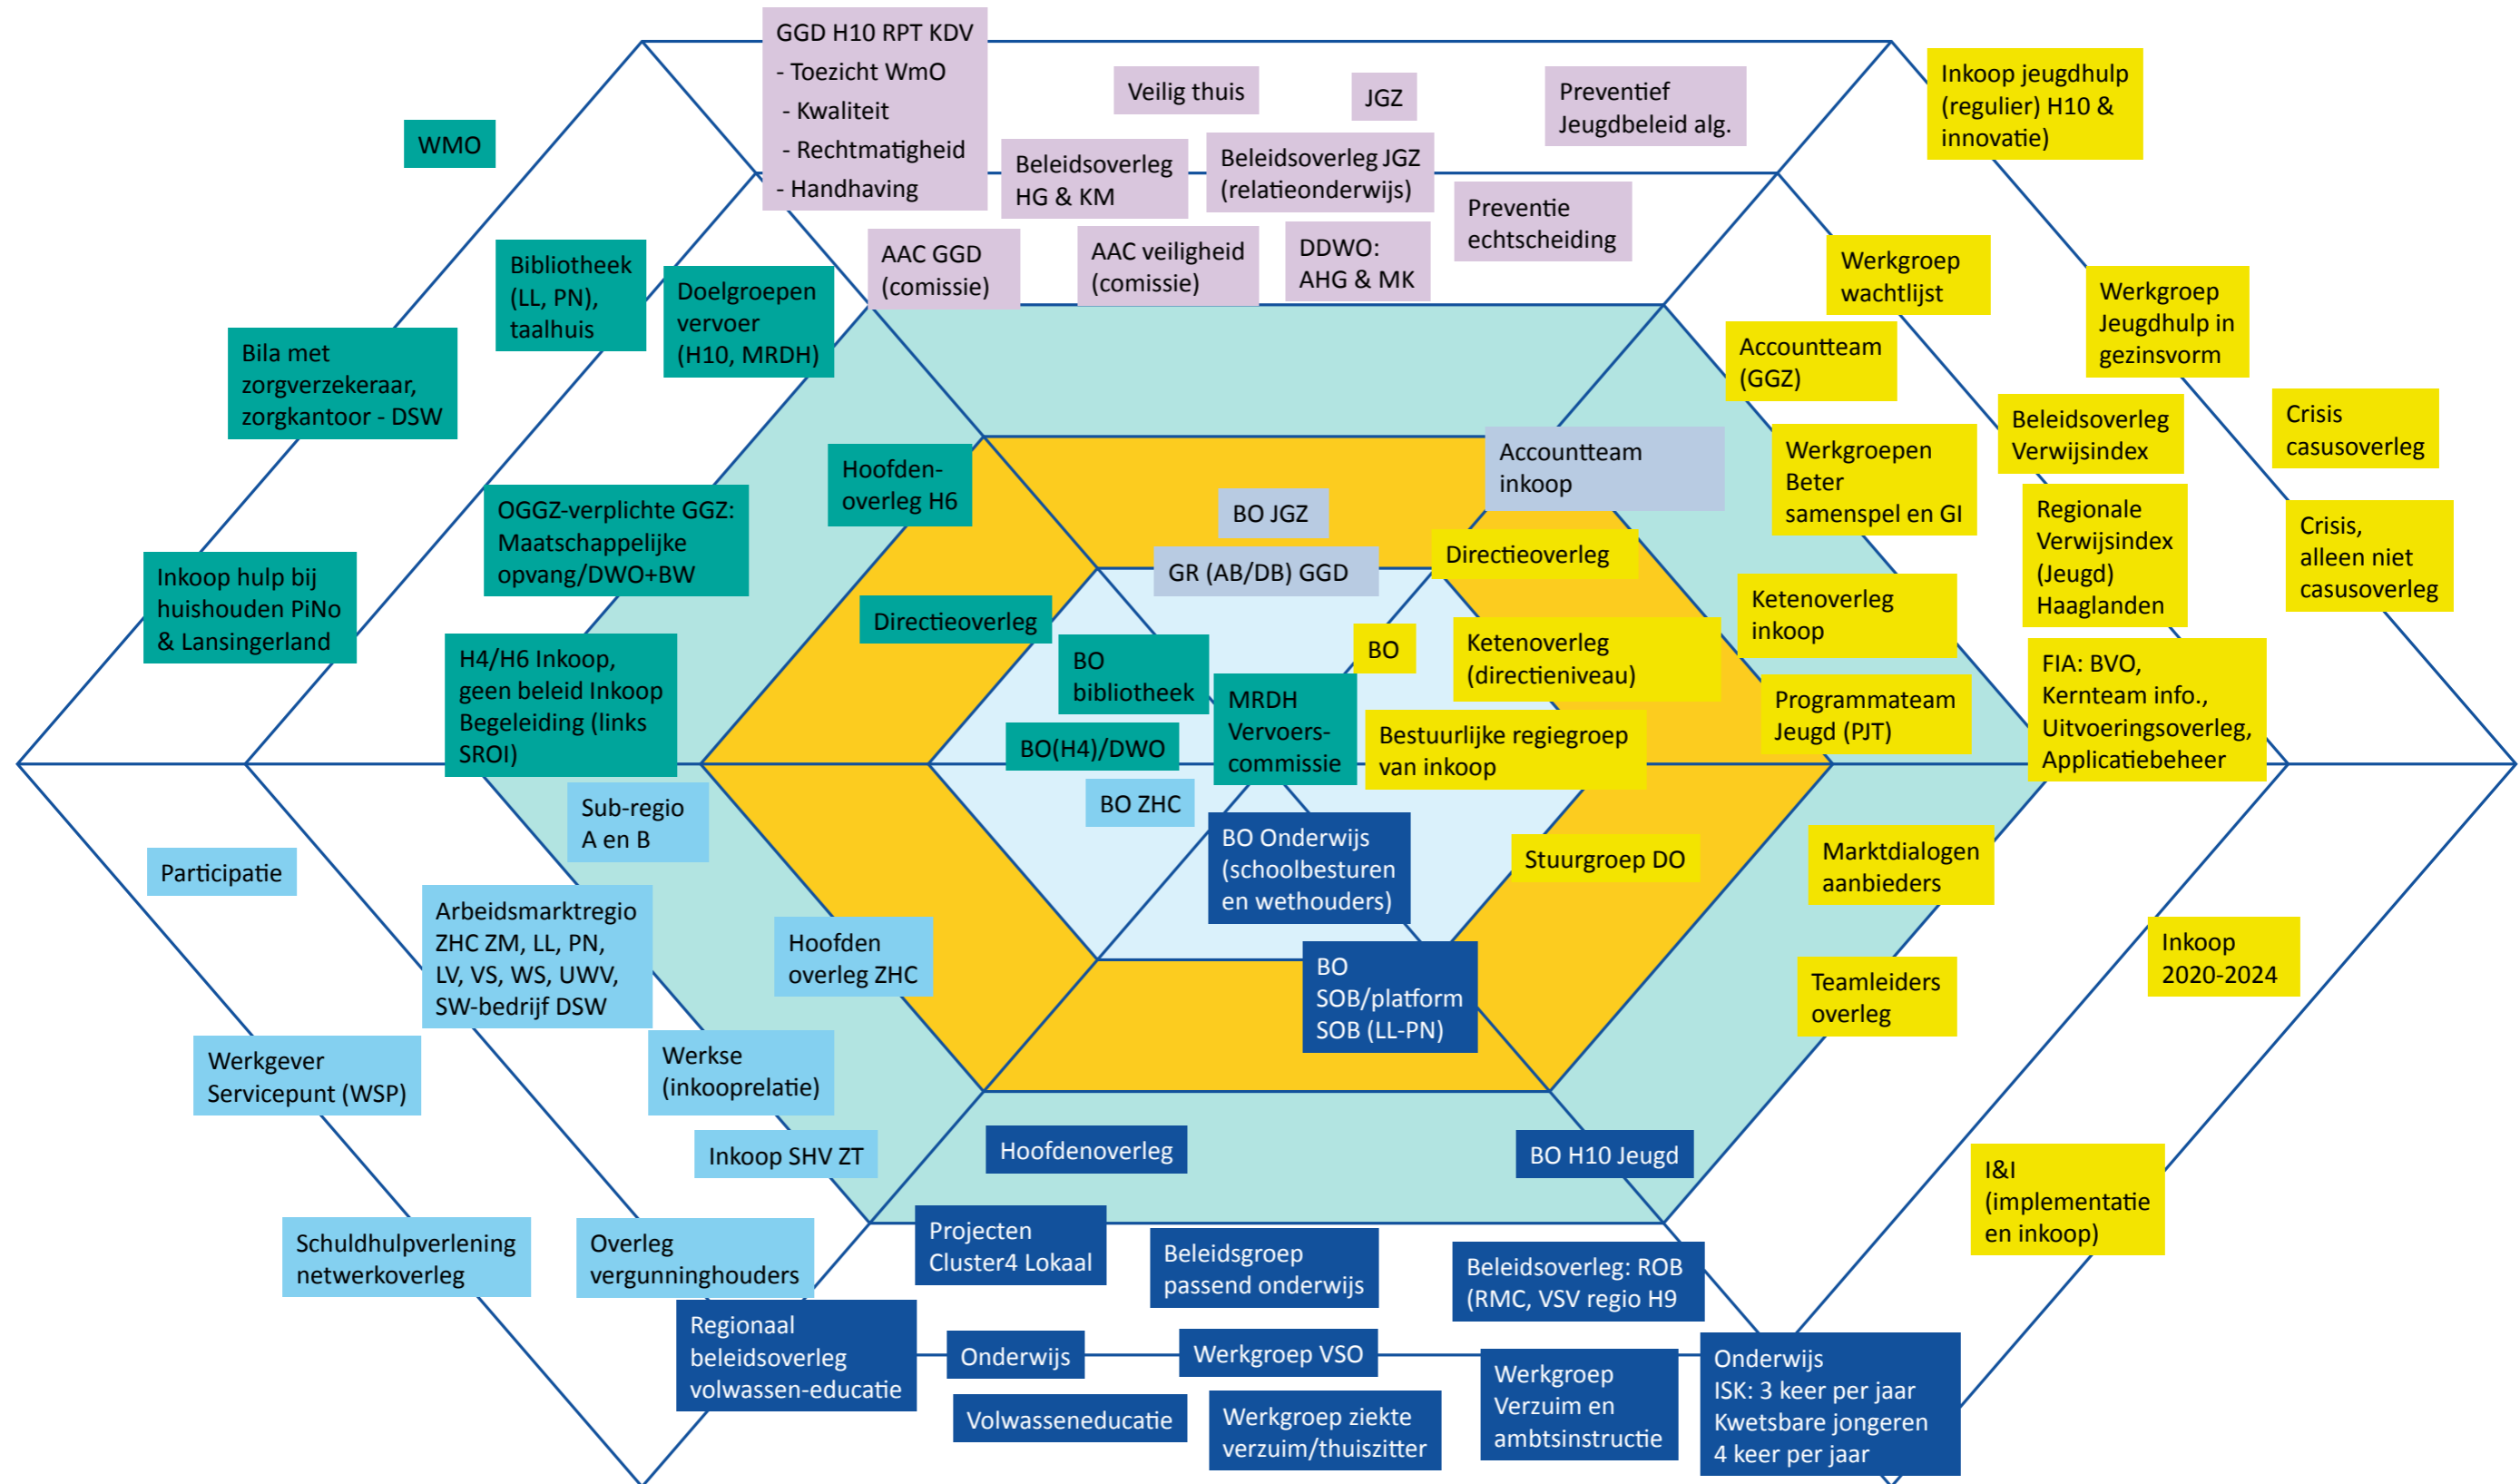 GGD H10 RPT KDV
- Toezicht WmO
- Kwaliteit
- Rechtmatigheid
- Handhaving
Veilig thuis
JGZ
Preventief
Jeugdbeleid alg.
Beleidsoverleg
HG & KM
Beleidsoverleg JGZ
(relatieonderwijs)
Preventie
echtscheiding
AAC GGD
(comissie)
AAC veiligheid
(comissie)
DDWO:
AHG & MK
WMO
Bibliotheek
(LL, PN),
taalhuis
Doelgroepen
vervoer
(H10, MRDH)
Bila met
zorgverzekeraar,
zorgkantoor - DSW
Hoofden-
overleg H6
OGGZ-verplichte GGZ:
Maatschappelijke
opvang/DWO+BW
Inkoop hulp bij
huishouden PiNo
& Lansingerland
Directieoverleg
H4/H6 Inkoop,
geen beleid Inkoop
Begeleiding (links
SROI)
BO
bibliotheek
BO(H4)/DWO
MRDH
Vervoers-
commissie
Accountteam
inkoop
BO JGZ
GR (AB/DB) GGD
Inkoop jeugdhulp
(regulier) H10 &
innovatie)
Werkgroep
wachtlijst
Werkgroep
Jeugdhulp in
gezinsvorm
Accountteam
(GGZ)
Beleidsoverleg
Verwijsindex
Crisis
casusoverleg
Werkgroepen
Beter
samenspel en GI
Regionale
Verwijsindex
(Jeugd)
Haaglanden
Crisis,
alleen niet
casusoverleg
Directieoverleg
Ketenoverleg
inkoop
BO
Ketenoverleg
(directieniveau)
FIA: BVO,
Kernteam info.,
Uitvoeringsoverleg,
Applicatiebeheer
Programmateam
Jeugd (PJT)
Bestuurlijke regiegroep
van inkoop
Stuurgroep DO
Marktdialogen
aanbieders
Inkoop
2020-2024
Teamleiders
overleg
I&I
(implementatie
en inkoop)
BO ZHC
Sub-regio
A en B
Participatie
Arbeidsmarktregio
ZHC ZM, LL, PN,
LV, VS, WS, UWV,
SW-bedrijf DSW
Hoofden
overleg ZHC
Werkgever
Servicepunt (WSP)
Werkse
(inkooprelatie)
Inkoop SHV ZT
Schuldhulpverlening
netwerkoverleg
Overleg
vergunninghouders
BO Onderwijs
(schoolbesturen
en wethouders)
BO
SOB/platform
SOB (LL-PN)
Hoofdenoverleg
BO H10 Jeugd
Projecten
Cluster4 Lokaal
Beleidsgroep
passend onderwijs
Beleidsoverleg: ROB
(RMC, VSV regio H9
Regionaal
beleidsoverleg
volwassen-educatie
Onderwijs
Werkgroep VSO
Volwasseneducatie
Werkgroep ziekte
verzuim/thuiszitter
Werkgroep
Verzuim en
ambtsinstructie
Onderwijs
ISK: 3 keer per jaar
Kwetsbare jongeren
4 keer per jaar